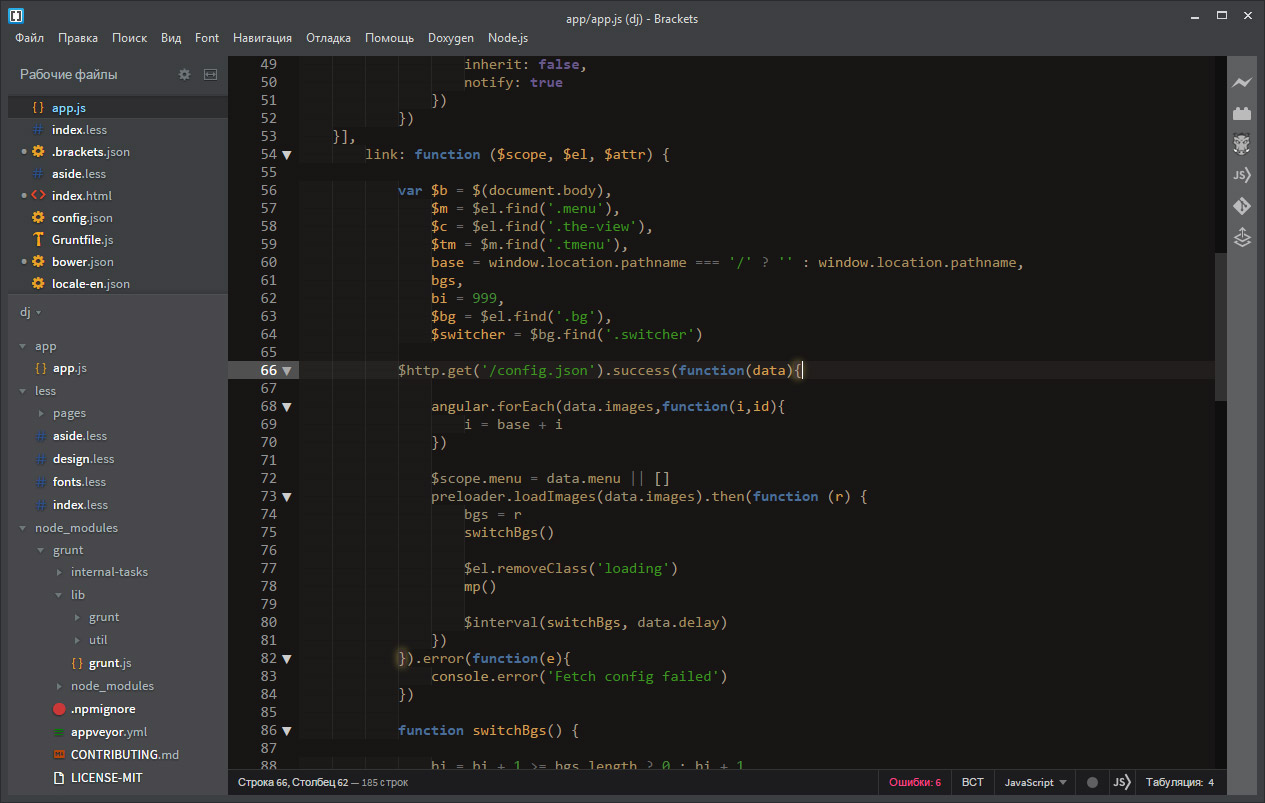 app/app.js (dj) - Brackets
Файл Правка Поиск Вид Font Навигация Отладка Помощь Doxygen Node.js
Рабочие файлы
{ } app.js
# index.less
.brackets.json
# aside.less
<> index.html
config.json
Gruntfile.js
bower.json
locale-en.json
dj
app
{ } app.js
less
pages
# aside.less
# design.less
# fonts.less
# index.less
node_modules
grunt
internal-tasks
lib
grunt
util
{ } grunt.js
node_modules
.npmignore
appveyor.yml
CONTRIBUTING.md
LICENSE-MIT
49 inherit: false,
50 notify: true
51 })
52 })
53 }],
54 link: function ($scope, $el, $attr) {
55
56 var $b = $(document.body),
57 $m = $el.find('.menu'),
58 $c = $el.find('.the-view'),
59 $tm = $m.find('.tmenu'),
60 base = window.location.pathname === '/' ? '' : window.location.pathname,
61 bgs,
62 bi = 999,
63 $bg = $el.find('.bg'),
64 $switcher = $bg.find('.switcher')
65
66 $http.get('/config.json').success(function(data){
67
68 angular.forEach(data.images,function(i,id){
69 i = base + i
70 })
71
72 $scope.menu = data.menu || []
73 preloader.loadImages(data.images).then(function (r) {
74 bgs = r
75 switchBgs()
76
77 $el.removeClass('loading')
78 mp()
79
80 $interval(switchBgs, data.delay)
81 })
82 }).error(function(e){
83 console.error('Fetch config failed')
84 })
85
86 function switchBgs() {
87
88 bi = bi + 1 >= bgs.length ? 0 : bi + 1
JS)
Строка 66, Столбец 62 — 185 строк
Ошибки: 6 ВСТ JavaScript JS) Табуляция: 4